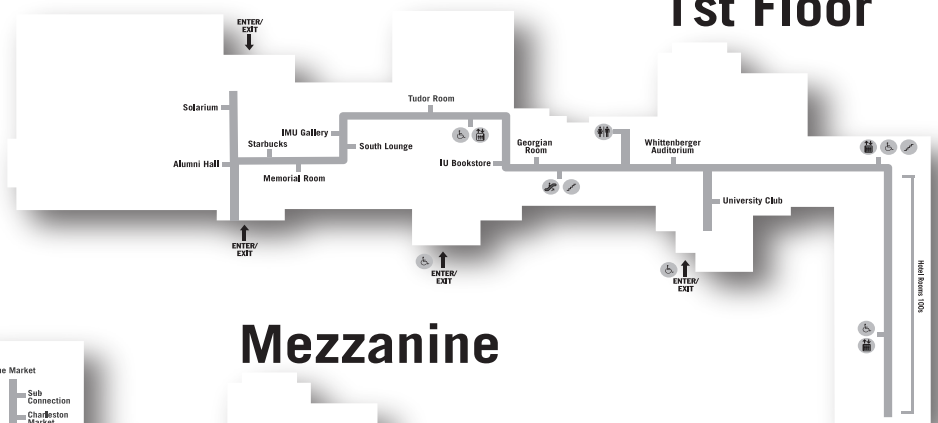 1st Floor
ENTER/
EXIT
Solarium
Tudor Room
IMU Gallery
Starbucks
South Lounge
Georgian
Room
Whittenberger
Auditorium
Alumni Hall
IU Bookstore
Memorial Room
University Club
ENTER/
EXIT
ENTER/
EXIT
ENTER/
EXIT
Hotel Rooms 100s
Mezzanine
Market
Sub
Connection
Charleston
Market